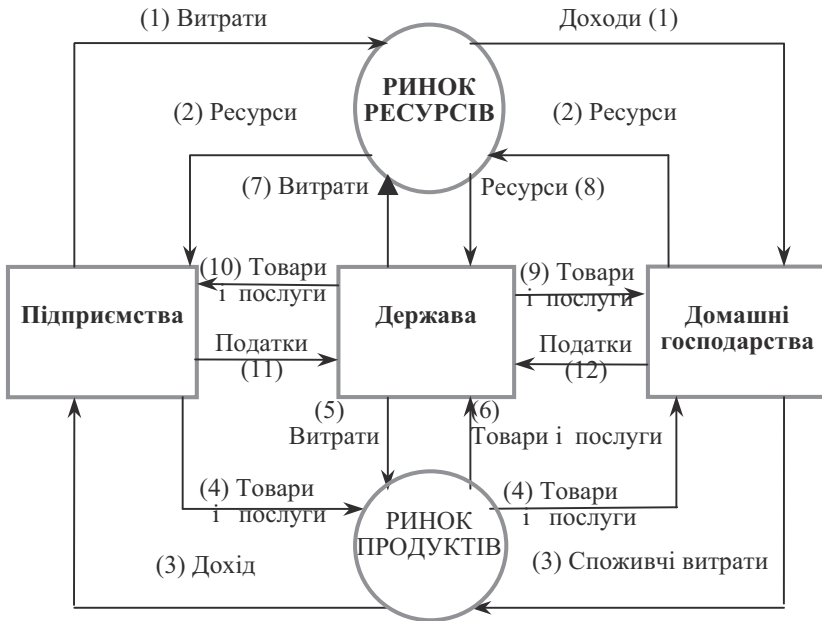 (1) Витрати
Доходи (1)
РИНОК
РЕСУРСІВ
(2) Ресурси
(2) Ресурси
(7) Витрати
Ресурси (8)
(10) Товари
і послуги
(9) Товари
і послуги
Підприємства
Держава
Домашні
господарства
Податки
(11)
Податки
(12)
(5)
Витрати
(6)
Товари і послуги
(4) Товари
і послуги
(4) Товари
і послуги
РИНОК
ПРОДУКТІВ
(3) Дохід
(3) Споживчі витрати